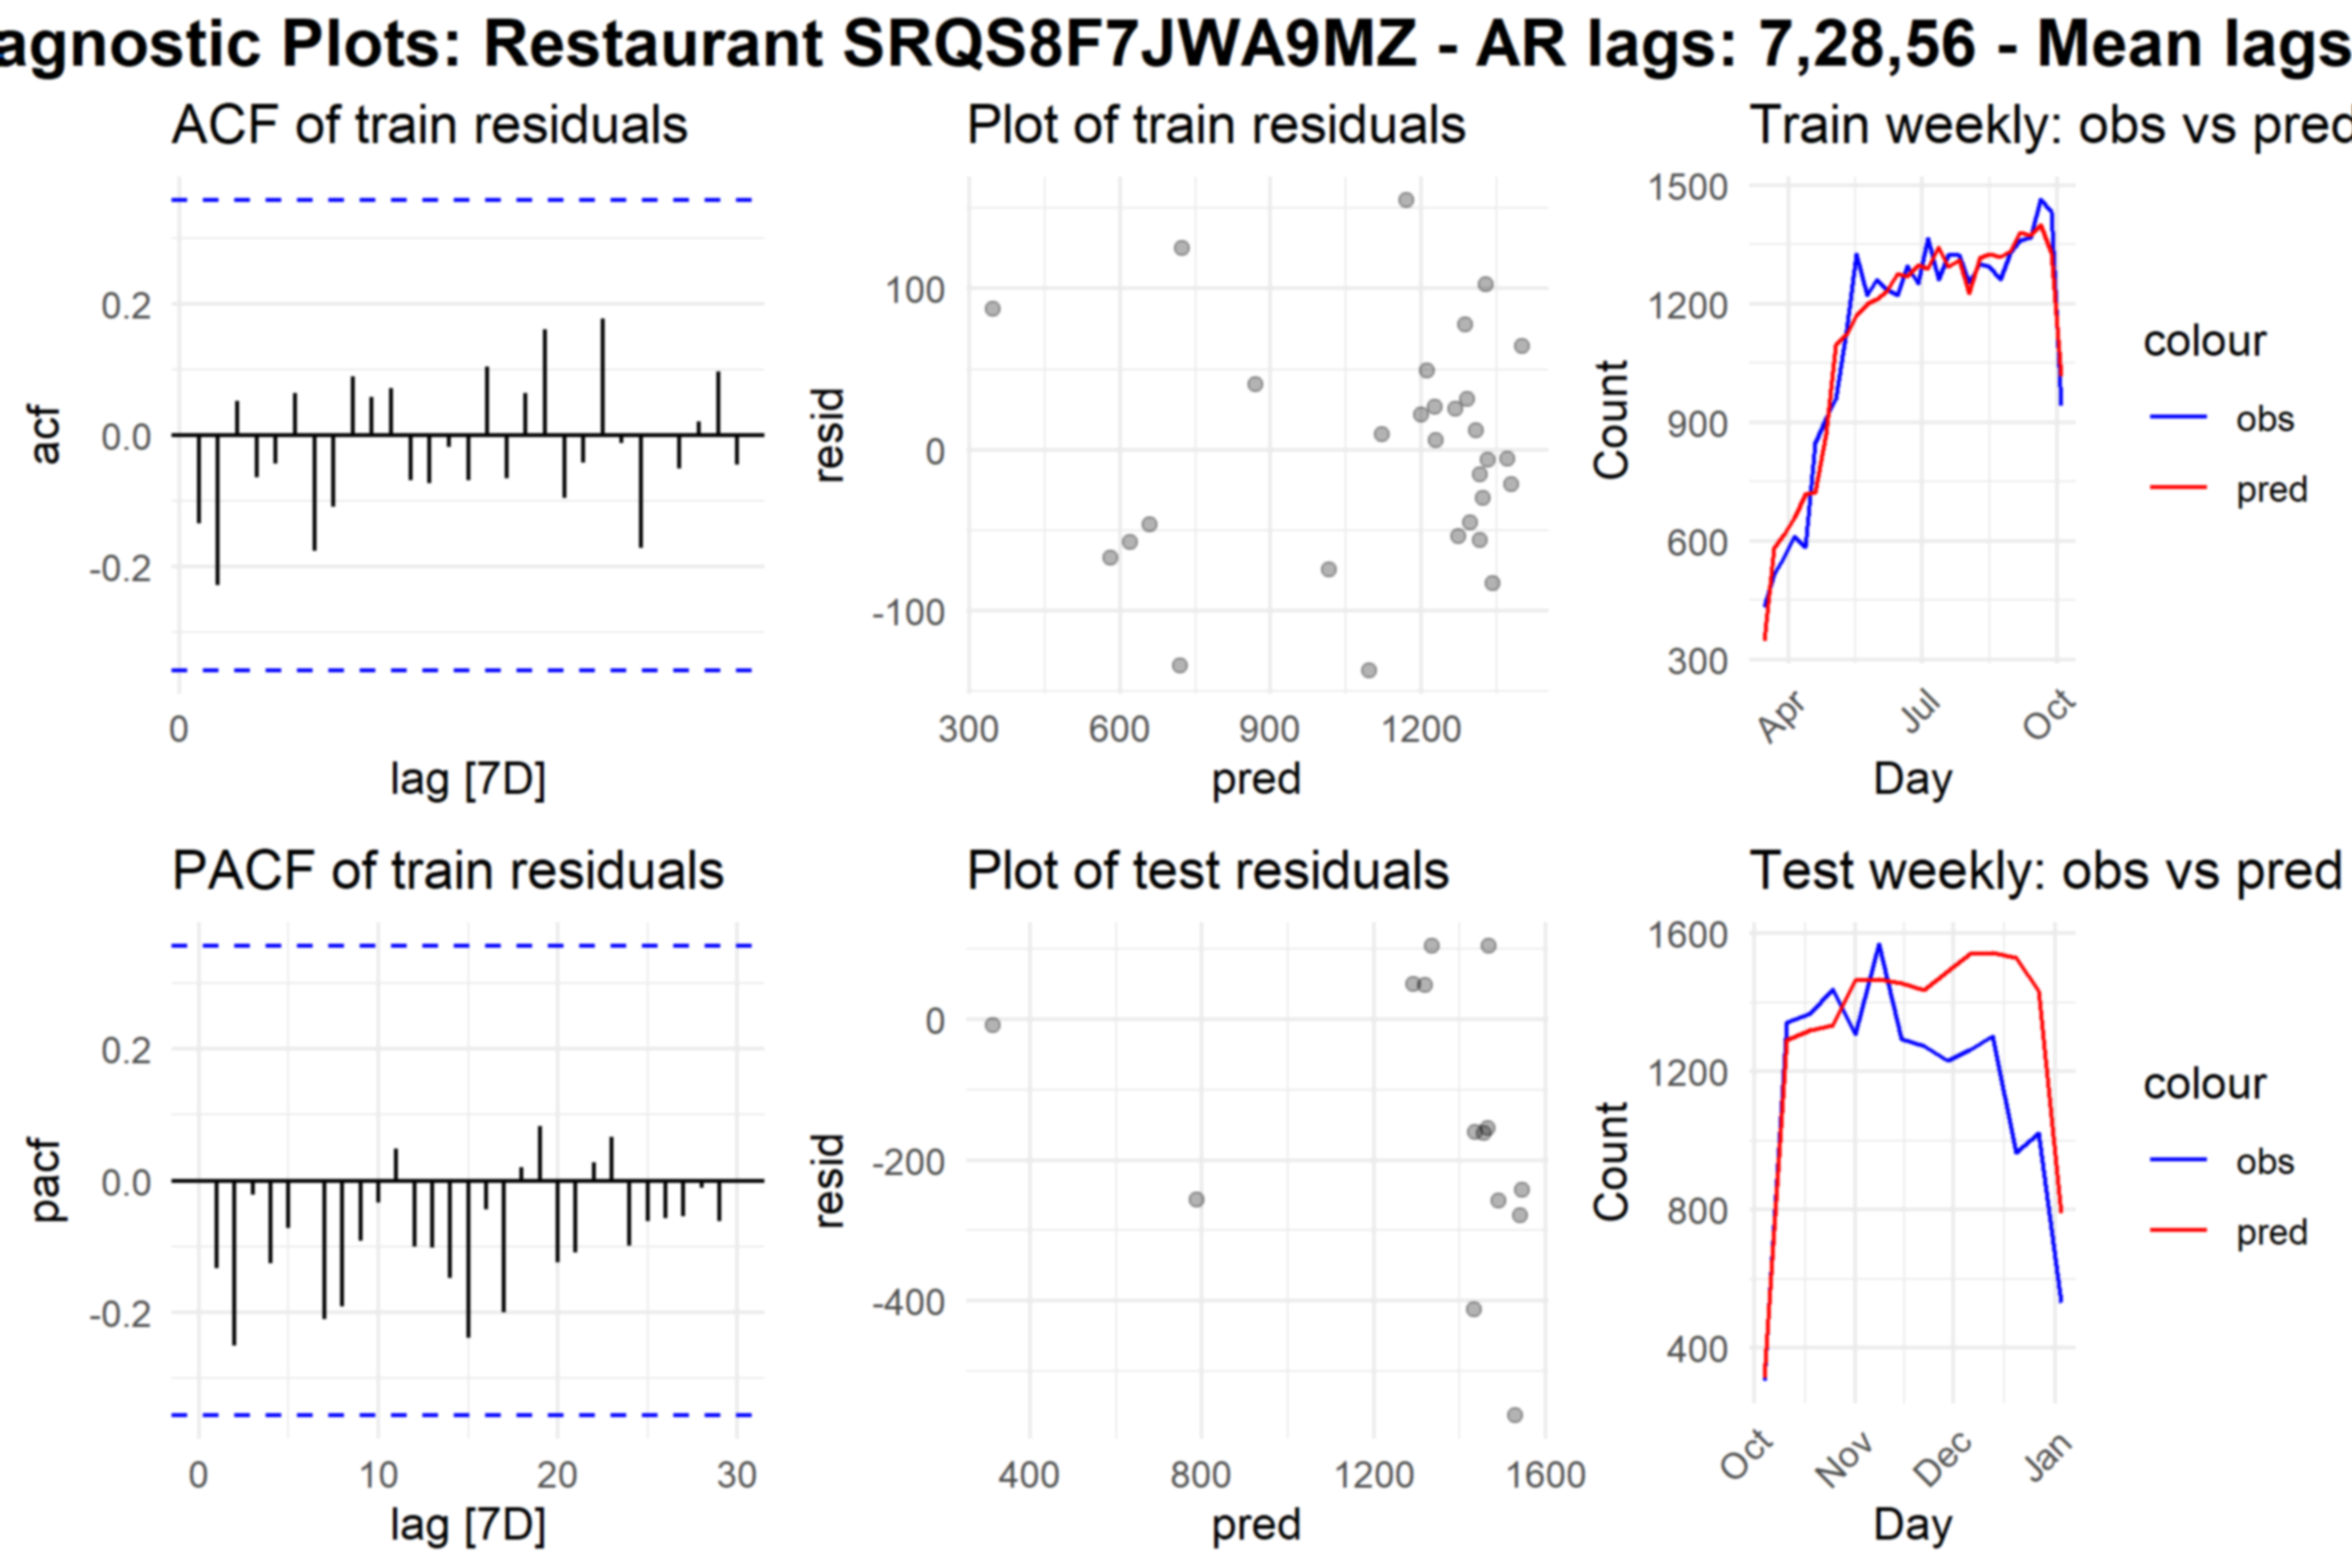 agnostic Plots: Restaurant SRQS8F7JWA9MZ - AR lags: 7,28,56 - Mean lags
ACF of train residuals
acf
0.2
0.0
-0.2
0
lag [7D]
Plot of train residuals
resid
100
0
-100
300 600 900 1200
pred
Train weekly: obs vs pred
Count
1500
1200
900
600
300
Apr Jul Oct
Day
colour
obs
pred
PACF of train residuals
pacf
0.2
0.0
-0.2
0 10 20 30
lag [7D]
Plot of test residuals
resid
0
-200
-400
400 800 1200 1600
pred
Test weekly: obs vs pred
Count
1600
1200
800
400
Oct Nov Dec Jan
Day
colour
obs
pred